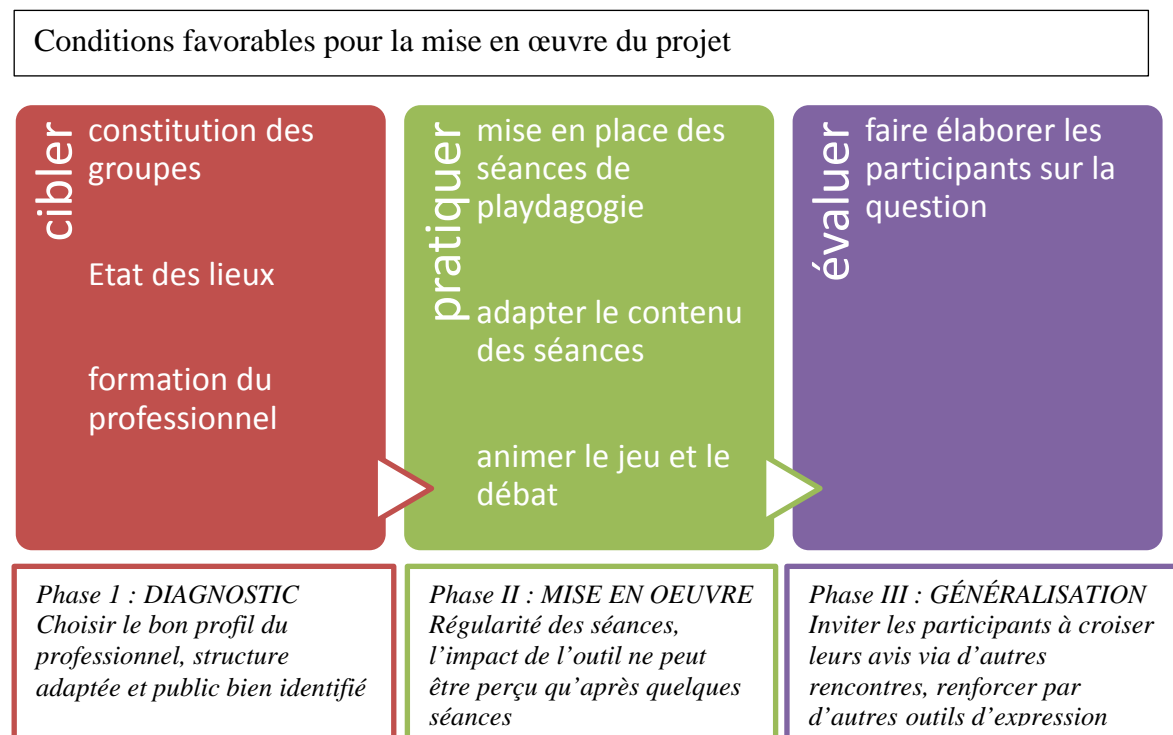 Conditions favorables pour la mise en œuvre du projet
cibler
constitution des
groupes
Etat des lieux
formation du
professionnel
pratiquer
mise en place des
séances de
playdagogie
adapter le contenu
des séances
animer le jeu et le
débat
évaluer
faire élaborer les
participants sur la
question
Phase 1 : DIAGNOSTIC
Choisir le bon profil du
professionnel, structure
adaptée et public bien identifié
Phase II : MISE EN OEUVRE
Régularité des séances,
l’impact de l’outil ne peut
être perçu qu’après quelques
séances
Phase III : GÉNÉRALISATION
Inviter les participants à croiser
leurs avis via d’autres
rencontres, renforcer par
d’autres outils d’expression